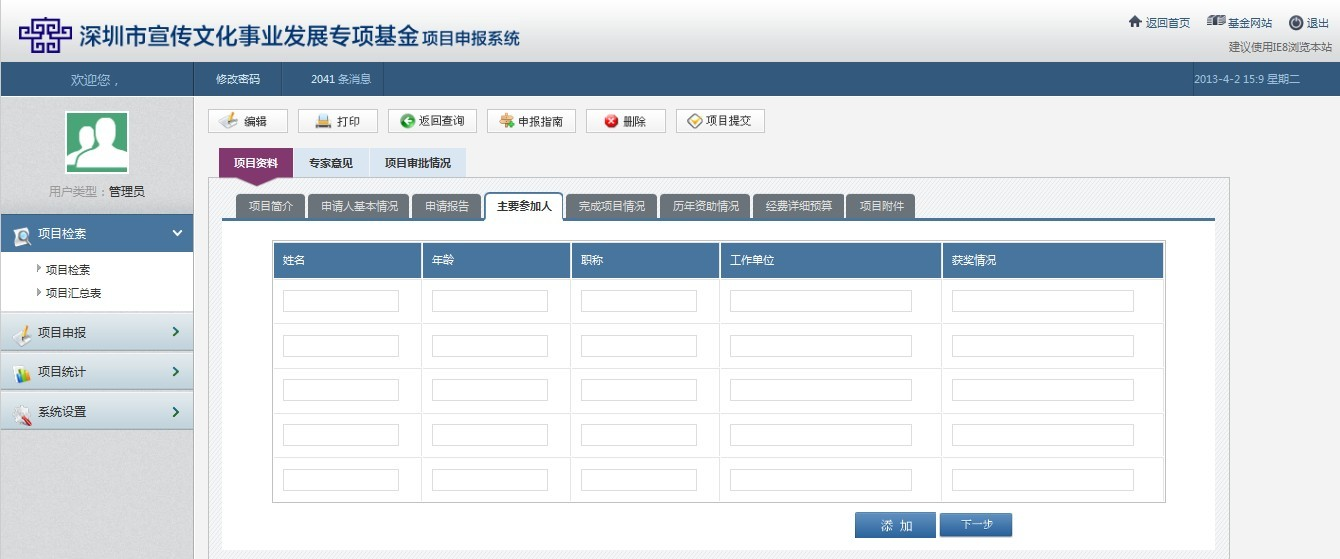 深圳市宣传文化事业发展专项基金项目申报系统
返回首页 基金网站 退出
建议使用IE8浏览本站
欢迎您， 修改密码 2041 条消息 2013-4-2 15:9 星期二
编辑 打印 返回查询 申报指南 删除 项目提交
项目资料 专家意见 项目审批情况
用户类型：管理员
项目简介 申请人基本情况 申请报告 主要参加人 完成项目情况 历年资助情况 经费详细预算 项目附件
项目检索
项目检索
项目汇总表
项目申报
项目统计
系统设置
姓名 年龄 职称 工作单位 获奖情况
添 加 下一步